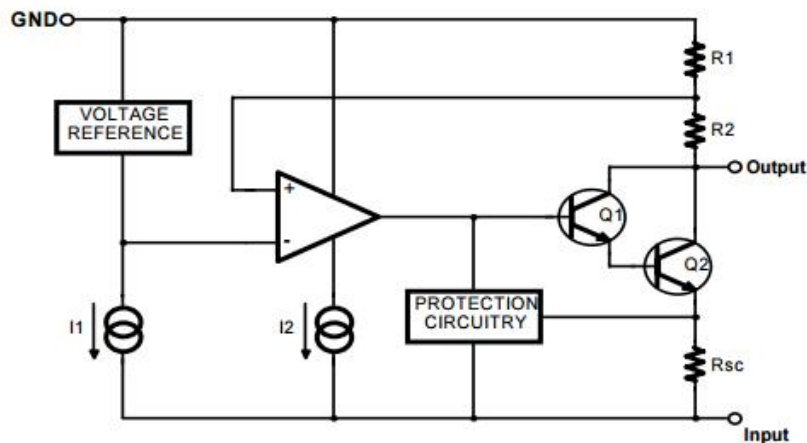 GND
R1
VOLTAGE
REFERENCE
R2
Output
+
-
Q1
Q2
I1
I2
PROTECTION
CIRCUITRY
Rsc
Input